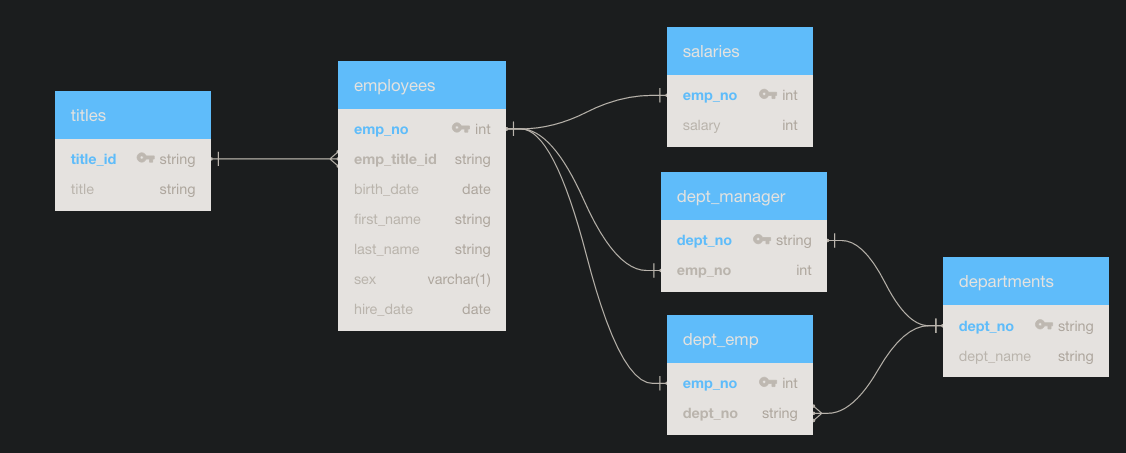 titles
title_id string
title string
employees
emp_no int
emp_title_id string
birth_date date
first_name string
last_name string
sex varchar(1)
hire_date date
salaries
emp_no int
salary int
dept_manager
dept_no string
emp_no int
dept_emp
emp_no int
dept_no string
departments
dept_no string
dept_name string